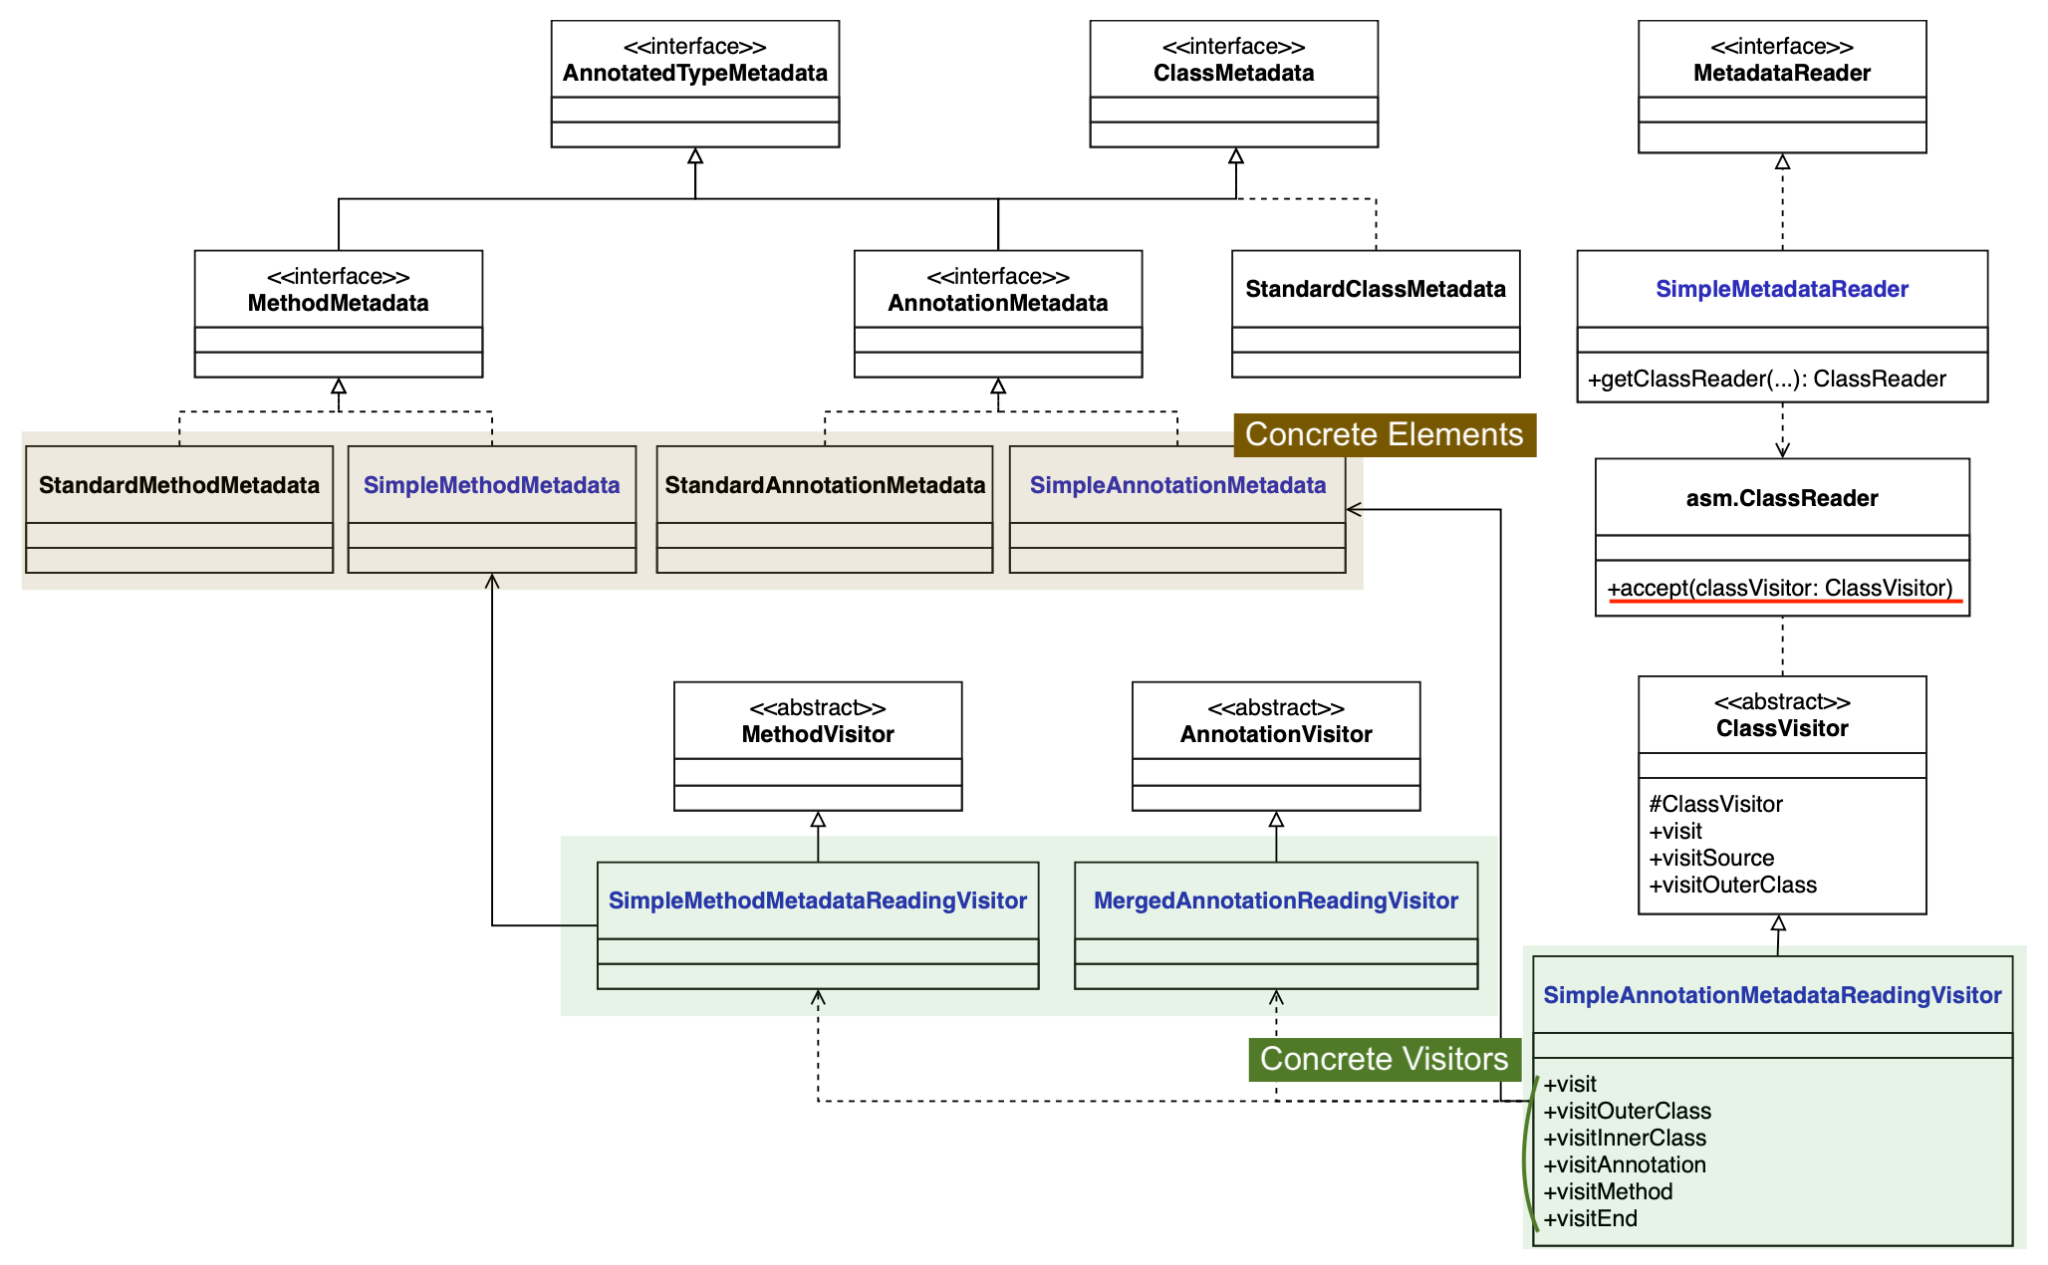 <<interface>>
AnnotatedTypeMetadata
<<interface>>
ClassMetadata
<<interface>>
MetadataReader
<<interface>>
MethodMetadata
<<interface>>
AnnotationMetadata
StandardClassMetadata
SimpleMetadataReader
+getClassReader(...): ClassReader
Concrete Elements
StandardMethodMetadata
SimpleMethodMetadata
StandardAnnotationMetadata
SimpleAnnotationMetadata
asm.ClassReader
+accept(classVisitor: ClassVisitor)
<<abstract>>
MethodVisitor
<<abstract>>
AnnotationVisitor
<<abstract>>
ClassVisitor
#ClassVisitor
+visit
+visitSource
+visitOuterClass
SimpleMethodMetadataReadingVisitor
MergedAnnotationReadingVisitor
SimpleAnnotationMetadataReadingVisitor
Concrete Visitors
+visit
+visitOuterClass
+visitInnerClass
+visitAnnotation
+visitMethod
+visitEnd